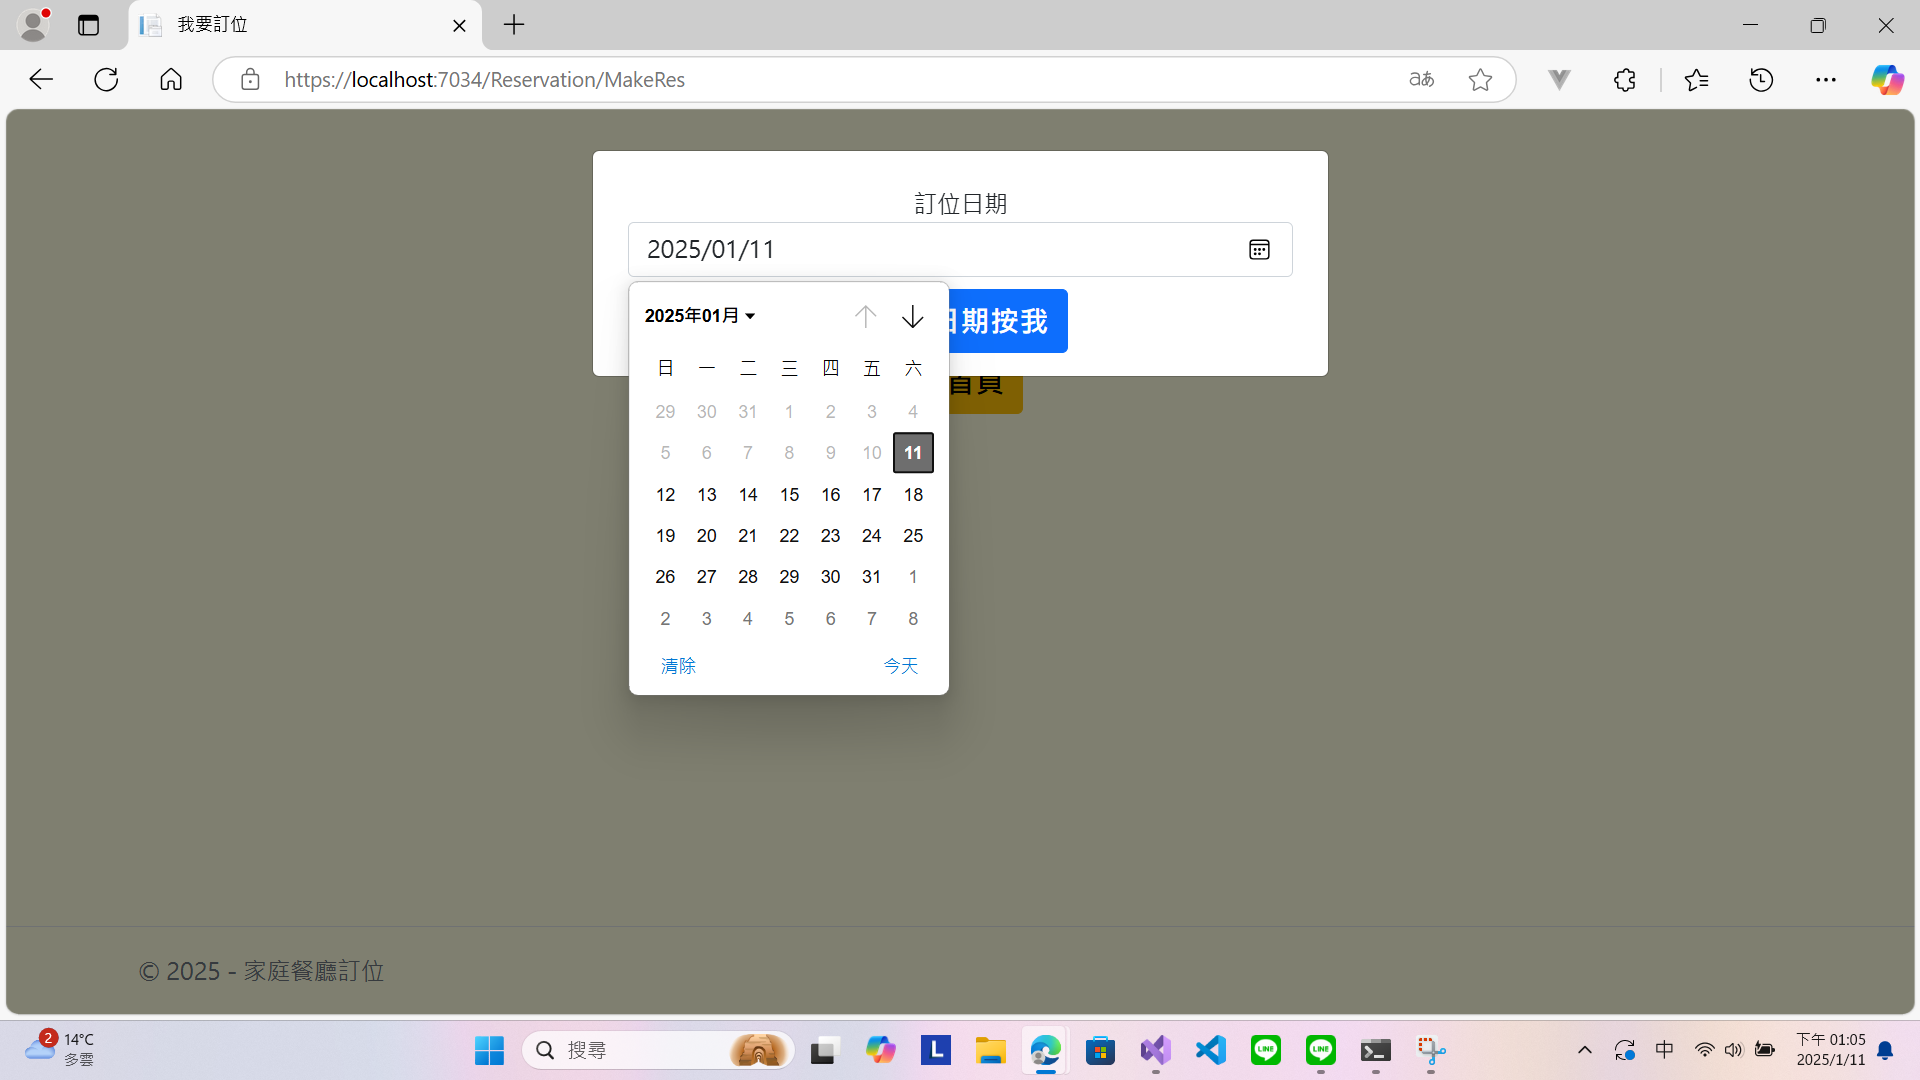 我要訂位
https://localhost:7034/Reservation/MakeRes
aあ
訂位日期
2025/01/11
日期按我
首頁
2025年01月
日 一 二 三 四 五 六
29 30 31 1 2 3 4
5 6 7 8 9 10 11
12 13 14 15 16 17 18
19 20 21 22 23 24 25
26 27 28 29 30 31 1
2 3 4 5 6 7 8
清除 今天
© 2025 - 家庭餐廳訂位
2
14°C
多雲
搜尋
L
LINE
LINE
中
下午 01:05
2025/1/11